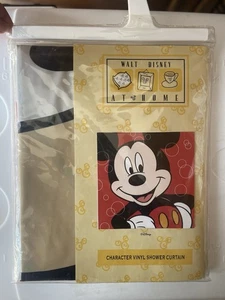 WALT DISNEY
AT HOME
CHARACTER VINYL SHOWER CURTAIN